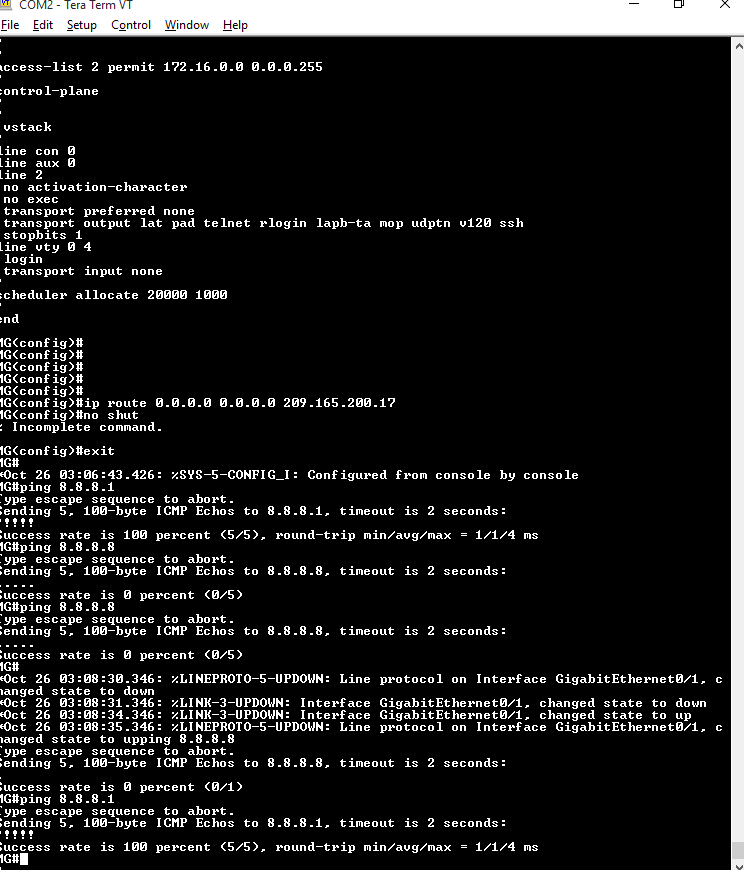 COM2 - Tera Term VT
File Edit Setup Control Window Help
access-list 2 permit 172.16.0.0 0.0.0.255
control-plane
vstack
line con 0
line aux 0
line 2
no activation-character
no exec
transport preferred none
transport output lat pad telnet rlogin lapb-ta mop udptn v120 ssh
stopbits 1
line vty 0 4
login
transport input none
scheduler allocate 20000 1000
end
MG(config)#
MG(config)#
MG(config)#
MG(config)#
MG(config)#
MG(config)#ip route 0.0.0.0 0.0.0.0 209.165.200.17
MG(config)#no shut
% Incomplete command.
MG(config)#exit
MG#
*Oct 26 03:06:43.426: %SYS-5-CONFIG_I: Configured from console by console
MG#ping 8.8.8.1
Type escape sequence to abort.
Sending 5, 100-byte ICMP Echos to 8.8.8.1, timeout is 2 seconds:
!!!!!
Success rate is 100 percent (5/5), round-trip min/avg/max = 1/1/4 ms
MG#ping 8.8.8.8
Type escape sequence to abort.
Sending 5, 100-byte ICMP Echos to 8.8.8.8, timeout is 2 seconds:
.....
Success rate is 0 percent (0/5)
MG#ping 8.8.8.8
Type escape sequence to abort.
Sending 5, 100-byte ICMP Echos to 8.8.8.8, timeout is 2 seconds:
.....
Success rate is 0 percent (0/5)
MG#
*Oct 26 03:08:30.346: %LINEPROTO-5-UPDOWN: Line protocol on Interface GigabitEthernet0/1, c
hanged state to down
*Oct 26 03:08:31.346: %LINK-3-UPDOWN: Interface GigabitEthernet0/1, changed state to down
*Oct 26 03:08:34.346: %LINK-3-UPDOWN: Interface GigabitEthernet0/1, changed state to up
*Oct 26 03:08:35.346: %LINEPROTO-5-UPDOWN: Line protocol on Interface GigabitEthernet0/1, c
hanged state to upping 8.8.8.8
Type escape sequence to abort.
Sending 5, 100-byte ICMP Echos to 8.8.8.8, timeout is 2 seconds:
.
Success rate is 0 percent (0/1)
MG#ping 8.8.8.1
Type escape sequence to abort.
Sending 5, 100-byte ICMP Echos to 8.8.8.1, timeout is 2 seconds:
!!!!!
Success rate is 100 percent (5/5), round-trip min/avg/max = 1/1/4 ms
MG#